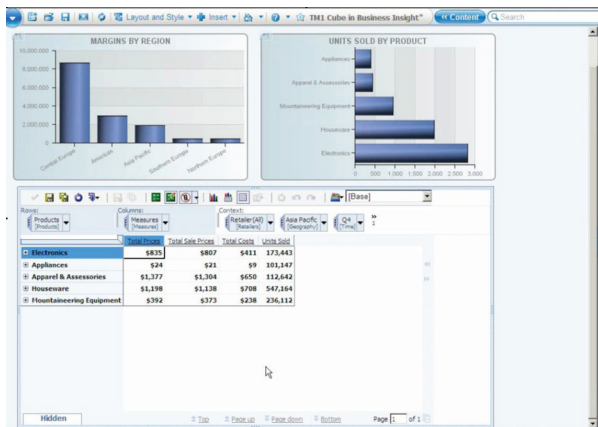 Layout and Style Insert TM1 Cube in Business Insight* « Content Search
MARGINS BY REGION
10,000,000
8,000,000
6,000,000
4,000,000
2,000,000
0
Central Europe
Americas
Asia Pacific
Southern Europe
Northern Europe
UNITS SOLD BY PRODUCT
Appliances
Apparel & Assessories
Mountaineering Equipment
Houseware
Electronics
0 500 1.000 1.500 2.000 2.500 3.000
[Base]
Rows:
Products
[Products]
Columns:
Measures
[Measures]
Context:
Retailer(All)
[Retailers]
Asia Pacific
[Geography]
Q4
[Time]
»
1
Total Prices Total Sale Prices Total Costs Units Sold
Electronics $835 $807 $411 173,443
Appliances $24 $21 $9 101,147
Apparel & Assessories $1,377 $1,304 $650 112,642
Houseware $1,198 $1,138 $708 547,164
Mountaineering Equipment $392 $373 $238 236,112
Hidden
Top Page up Page down Bottom Page 1 of 1